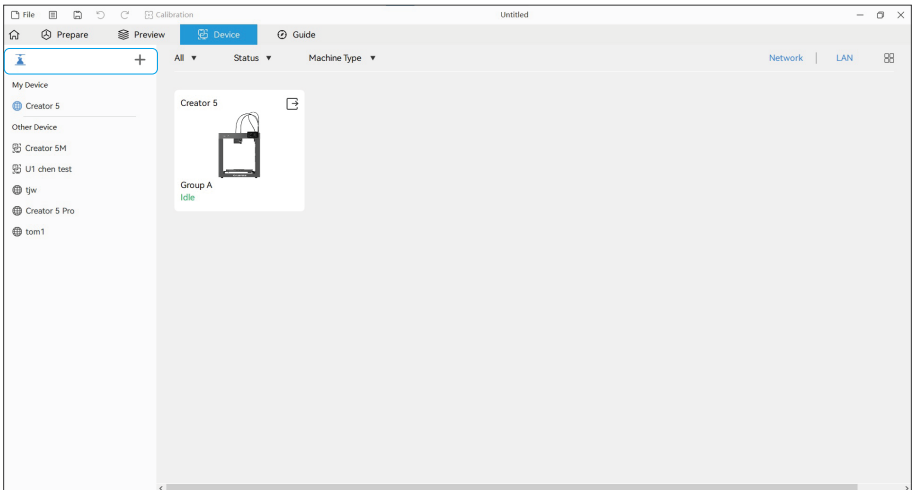 File Calibration Untitled
Prepare Preview Device Guide
All Status Machine Type Network LAN
My Device
Creator 5
Other Device
Creator 5M
U1 chen test
tjw
Creator 5 Pro
tom1
Creator 5
Group A
Idle